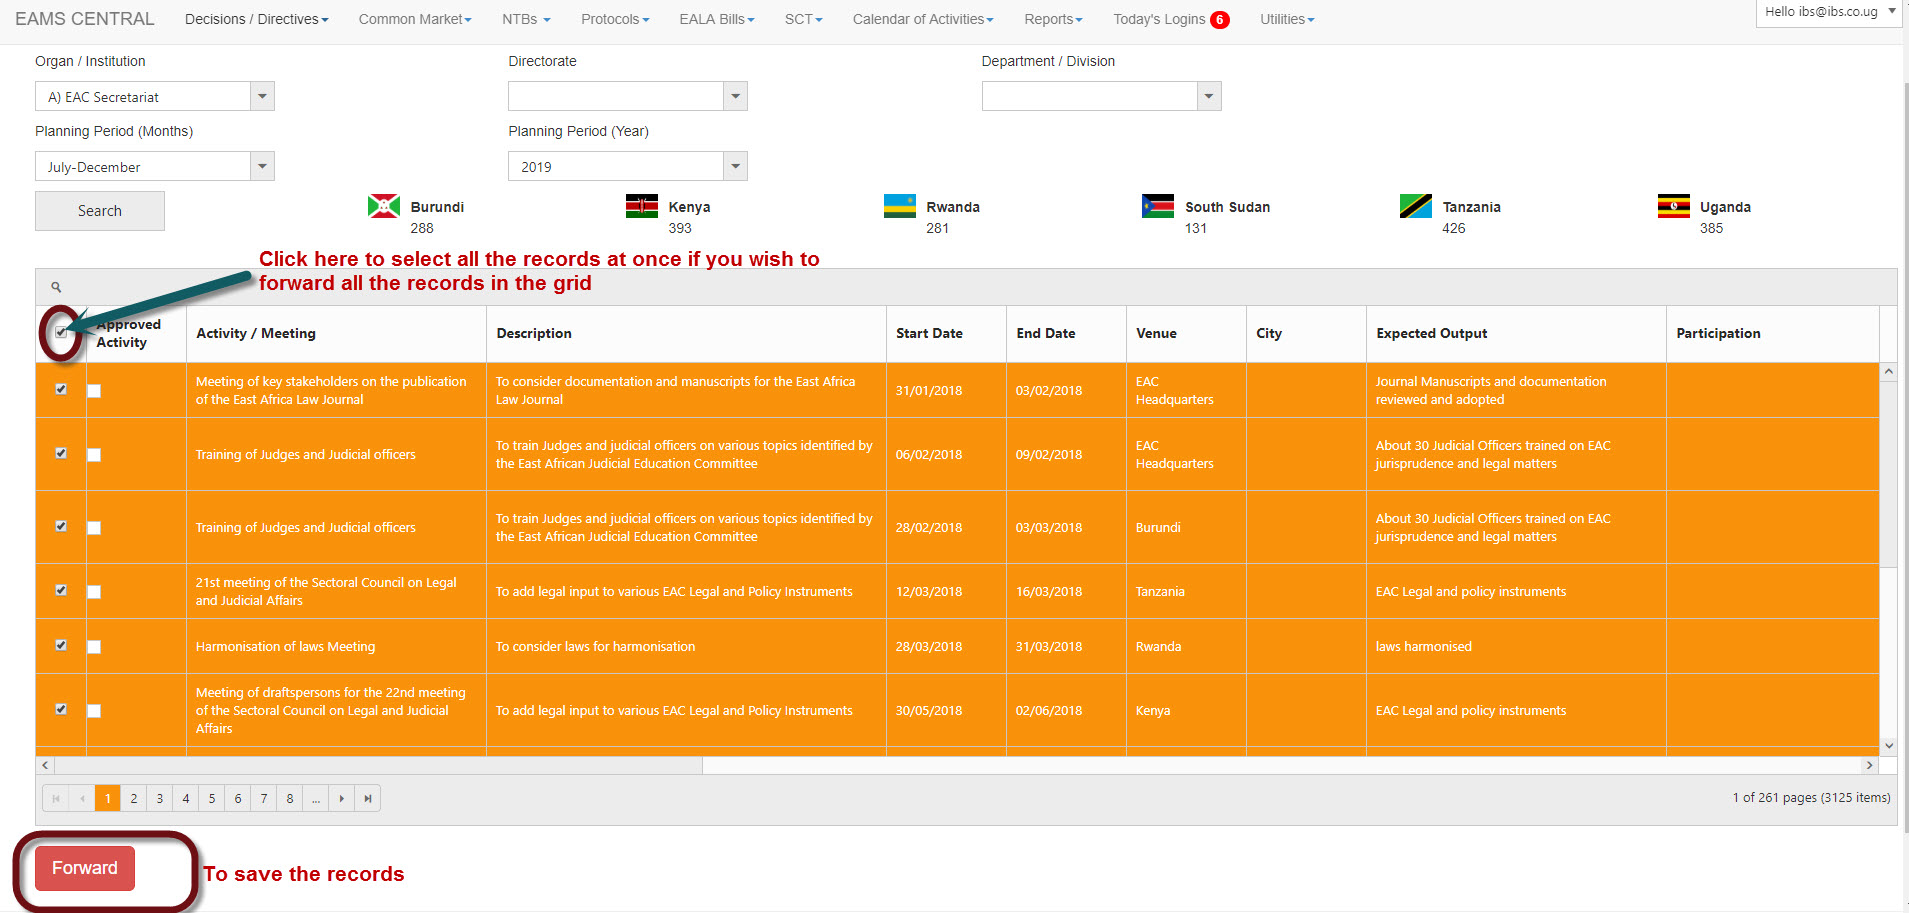 EAMS CENTRAL Decisions / Directives Common Market NTBs Protocols EALA Bills SCT Calendar of Activities Reports Today's Logins 6 Utilities Hello ibs@ibs.co.ug
Organ / Institution Directorate Department / Division
A) EAC Secretariat
Planning Period (Months) Planning Period (Year)
July-December 2019
Search Burundi Kenya Rwanda South Sudan Tanzania Uganda
288 393 281 131 426 385
Click here to select all the records at once if you wish to
forward all the records in the grid
Approved
Activity
Activity / Meeting
Description
Start Date
End Date
Venue
City
Expected Output
Participation
Meeting of key stakeholders on the publication
of the East Africa Law Journal
To consider documentation and manuscripts for the East Africa
Law Journal
31/01/2018
03/02/2018
EAC
Headquarters
Journal Manuscripts and documentation
reviewed and adopted
Training of Judges and Judicial officers
To train Judges and judicial officers on various topics identified by
the East African Judicial Education Committee
06/02/2018
09/02/2018
EAC
Headquarters
About 30 Judicial Officers trained on EAC
jurisprudence and legal matters
Training of Judges and Judicial officers
To train Judges and judicial officers on various topics identified by
the East African Judicial Education Committee
28/02/2018
03/03/2018
Burundi
About 30 Judicial Officers trained on EAC
jurisprudence and legal matters
21st meeting of the Sectoral Council on Legal
and Judicial Affairs
To add legal input to various EAC Legal and Policy Instruments
12/03/2018
16/03/2018
Tanzania
EAC Legal and policy instruments
Harmonisation of laws Meeting
To consider laws for harmonisation
28/03/2018
31/03/2018
Rwanda
laws harmonised
Meeting of draftspersons for the 22nd meeting
of the Sectoral Council on Legal and Judicial
Affairs
To add legal input to various EAC Legal and Policy Instruments
30/05/2018
02/06/2018
Kenya
EAC Legal and policy instruments
1 2 3 4 5 6 7 8 ... 1 of 261 pages (3125 items)
Forward To save the records